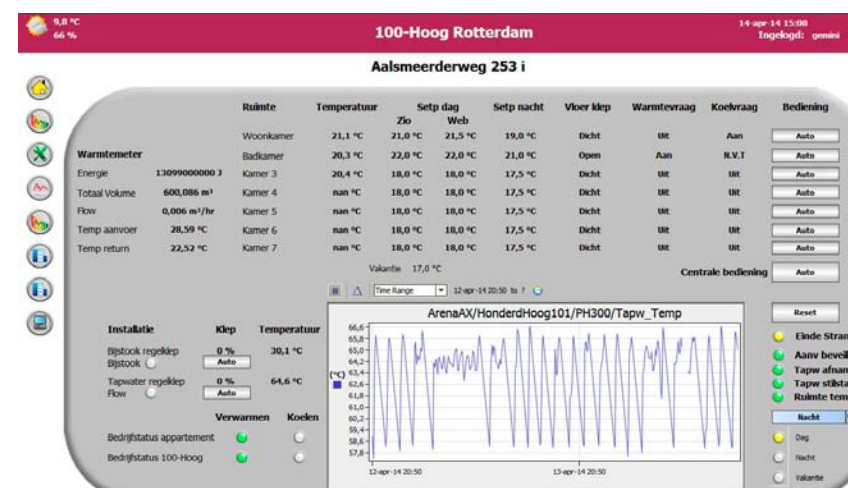 9,8 °C
66 %
100-Hoog Rotterdam
14-apr-14 15:08
Ingelogd: gemini
Aalsmeerderweg 253 i
Ruimte Temperatuur Setp dag Setp nacht Vloer klep Warmtevraag Koelvraag Bediening
Zio Web
Woonkamer 21,1 °C 21,0 °C 21,5 °C 19,0 °C Dicht Uit Aan Auto
Warmtemeter Badkamer 20,3 °C 22,0 °C 22,0 °C 21,0 °C Open Aan N.V.T Auto
Energie 13099000000 J Kamer 3 20,4 °C 18,0 °C 18,0 °C 17,5 °C Dicht Uit Uit Auto
Totaal Volume 600,086 m³ Kamer 4 nan °C 18,0 °C 18,0 °C 17,5 °C Dicht Uit Uit Auto
Flow 0,006 m³/hr Kamer 5 nan °C 18,0 °C 18,0 °C 17,5 °C Dicht Uit Uit Auto
Temp aanvoer 28,59 °C Kamer 6 nan °C 18,0 °C 18,0 °C 17,5 °C Dicht Uit Uit Auto
Temp return 22,52 °C Kamer 7 nan °C 18,0 °C 18,0 °C 17,5 °C Dicht Uit Uit Auto
Vakantie 17,0 °C
Centrale bediening Auto
Time Range 12-apr-14 20:50 to ?
ArenaAX/HonderdHoog101/PH300/Tapw_Temp
Reset
Installatie Klep Temperatuur
Bijstook regelklep 0 % 30,1 °C
Bijstook Auto
Tapwater regelklep 0 % 64,6 °C
Flow Auto
Verwarmen Koelen
Bedrijfstatus appartement
Bedrijfstatus 100-Hoog
(°C)
66,6
65,8
65,0
64,2
63,4
62,6
61,8
61,0
60,2
59,4
58,6
57,8
12-apr-14 20:50
13-apr-14 20:50
Einde Stran
Aanv beveil
Tapw afnam
Tapw stilsta
Ruimte tem
Nacht
Dag
Nacht
Vakantie